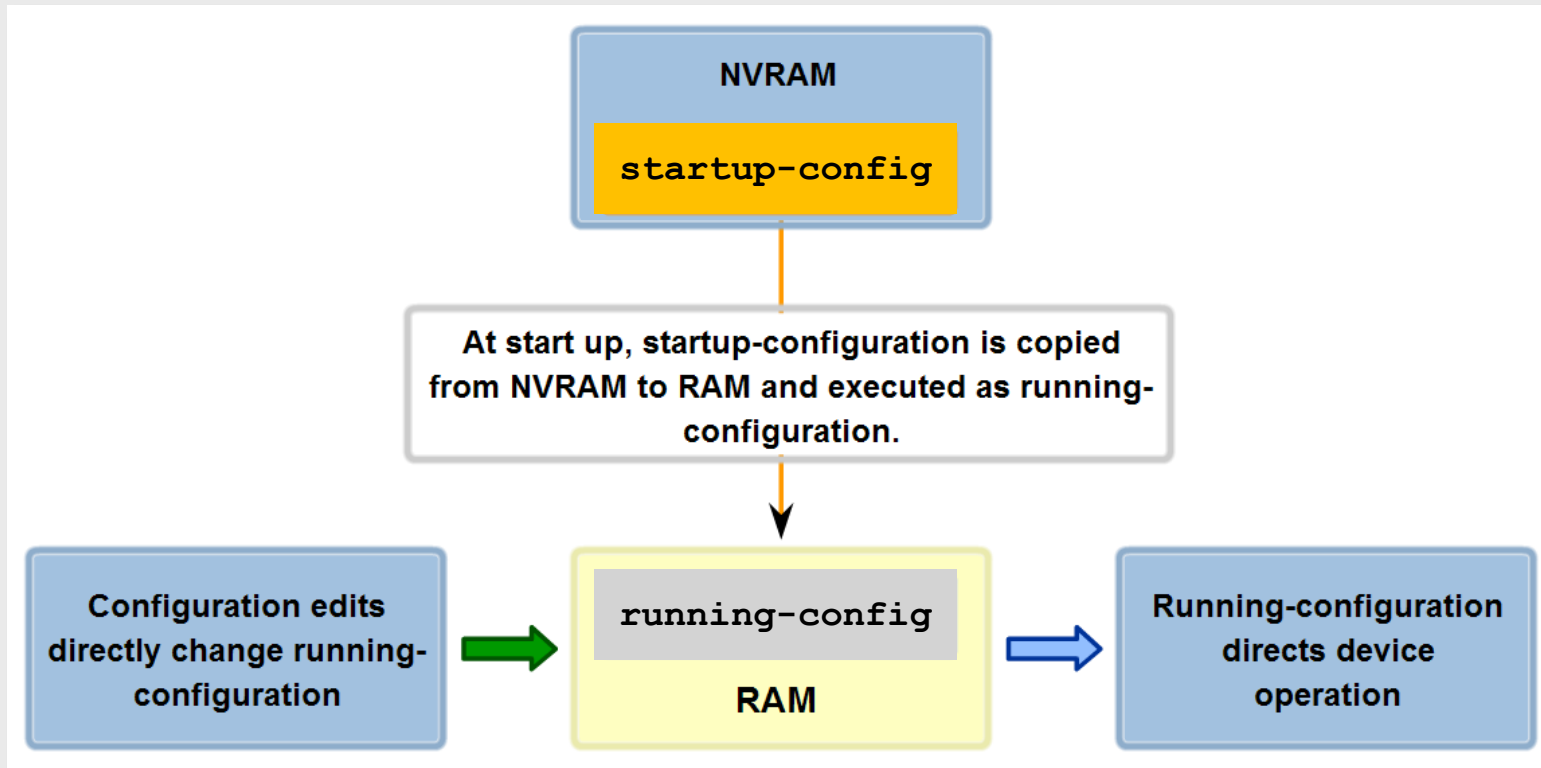 NVRAM
startup-config
At start up, startup-configuration is copied
from NVRAM to RAM and executed as running-
configuration.
Configuration edits
directly change running-
configuration
running-config
RAM
Running-configuration
directs device
operation